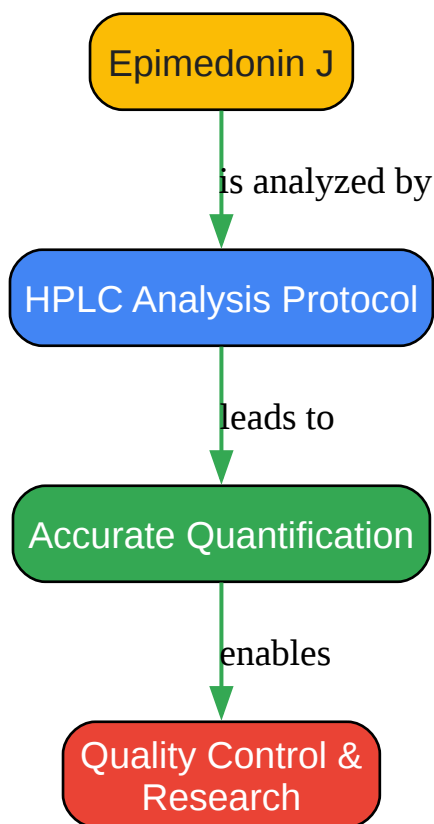 Epimedonin J
is analyzed by
HPLC Analysis Protocol
leads to
Accurate Quantification
enables
Quality Control &
Research